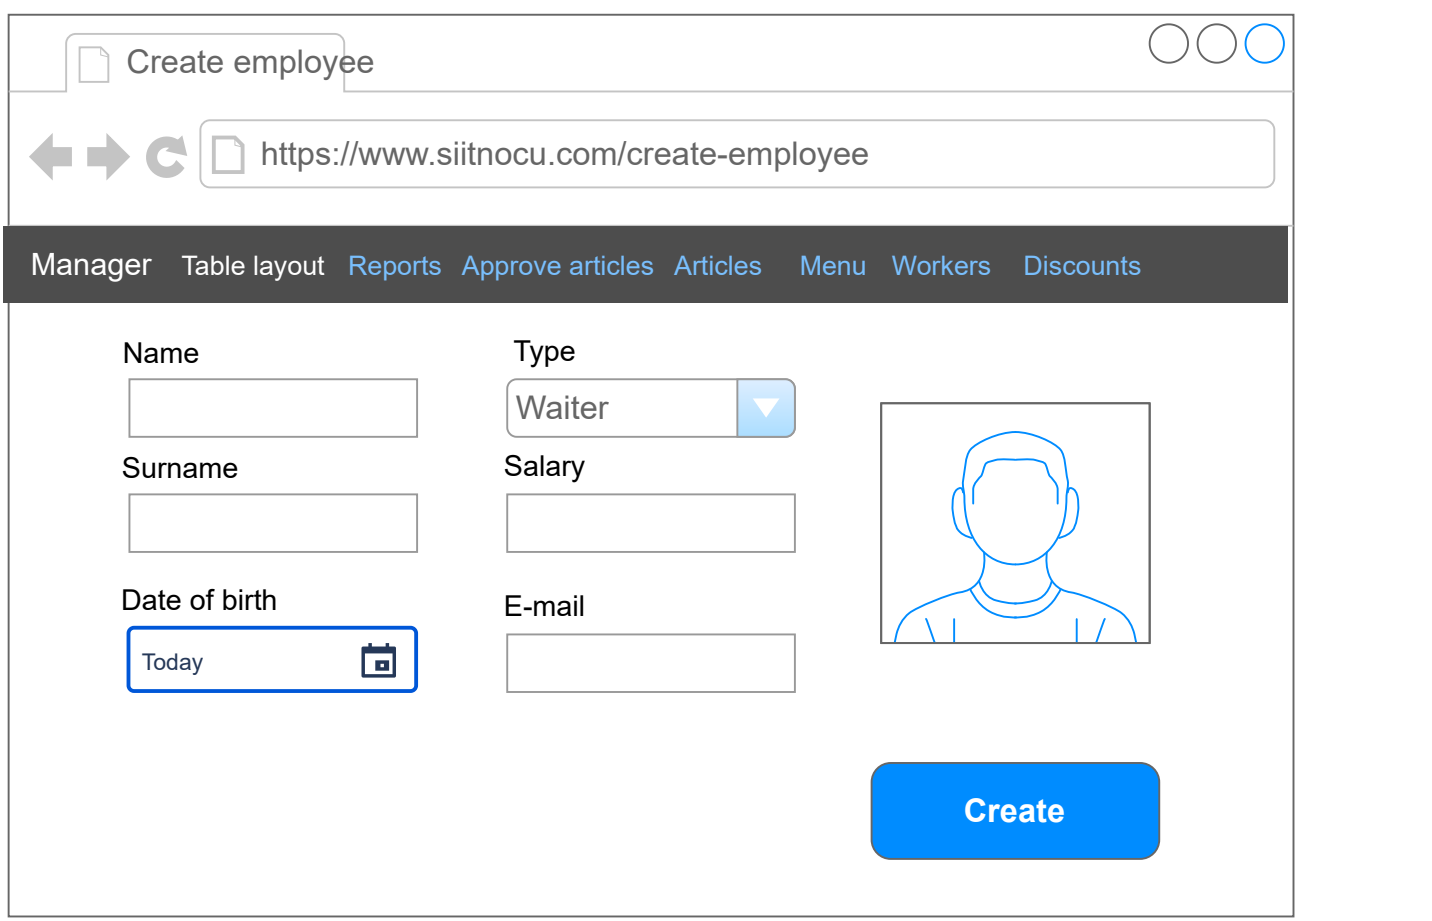 Create employee
https://www.siitnocu.com/create-employee
Manager Table layout Reports Approve articles Articles Menu Workers Discounts
Name
Type
Waiter
Surname
Salary
Date of birth
E-mail
Today
Create